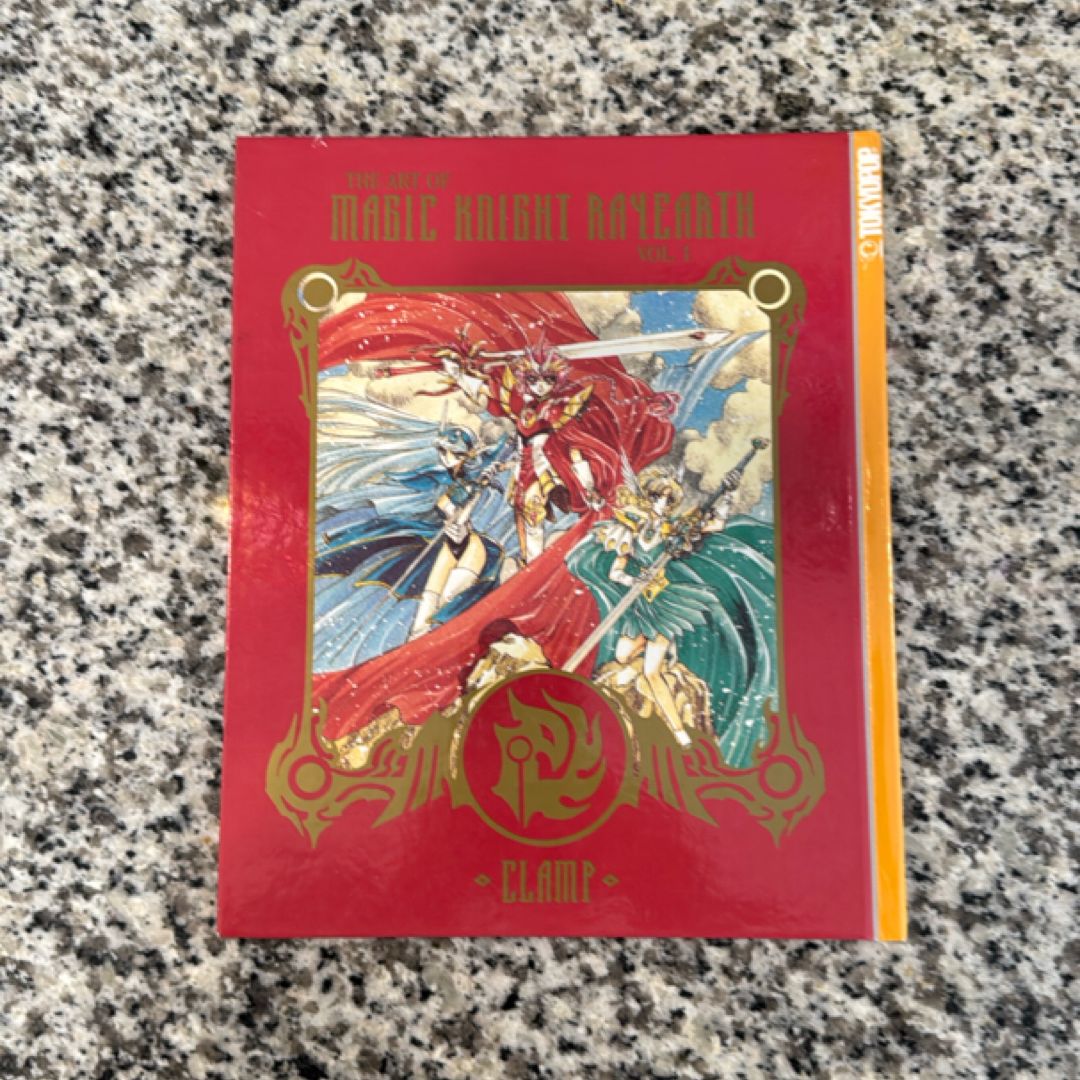 THE ART OF
MAGIC KNIGHT RAYEARTH
VOL. 1
CLAMP
TOKYOPOP